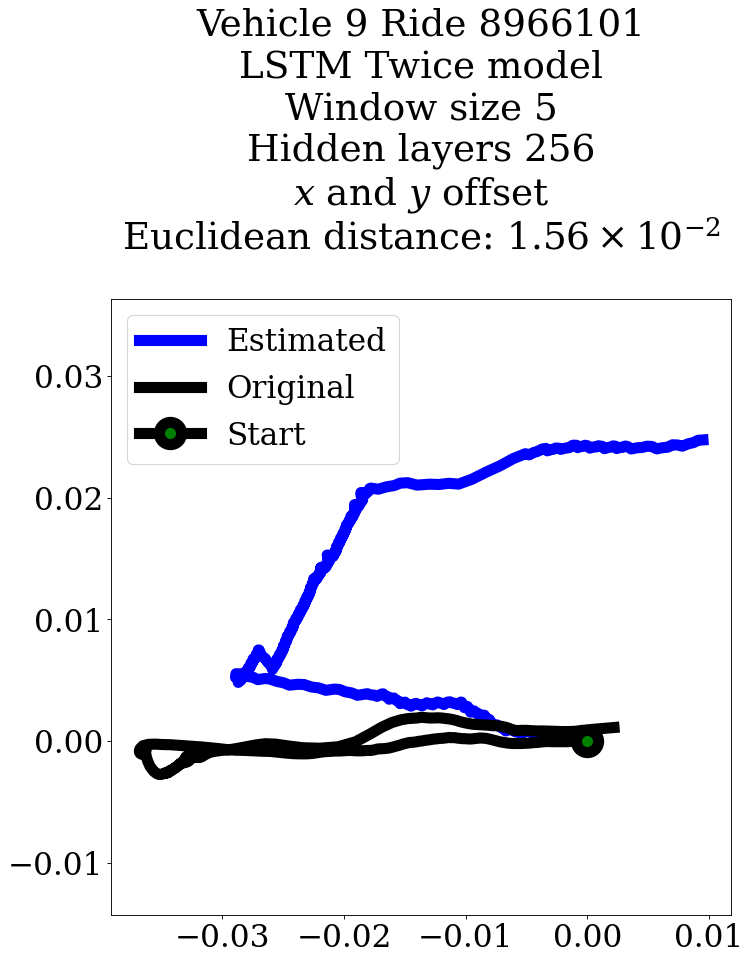 Vehicle 9 Ride 8966101
LSTM Twice model
Window size 5
Hidden layers 256
x and y offset
Euclidean distance: 1.56 × 10⁻²
Estimated
Original
Start
0.03
0.02
0.01
0.00
−0.01
−0.03 −0.02 −0.01 0.00 0.01